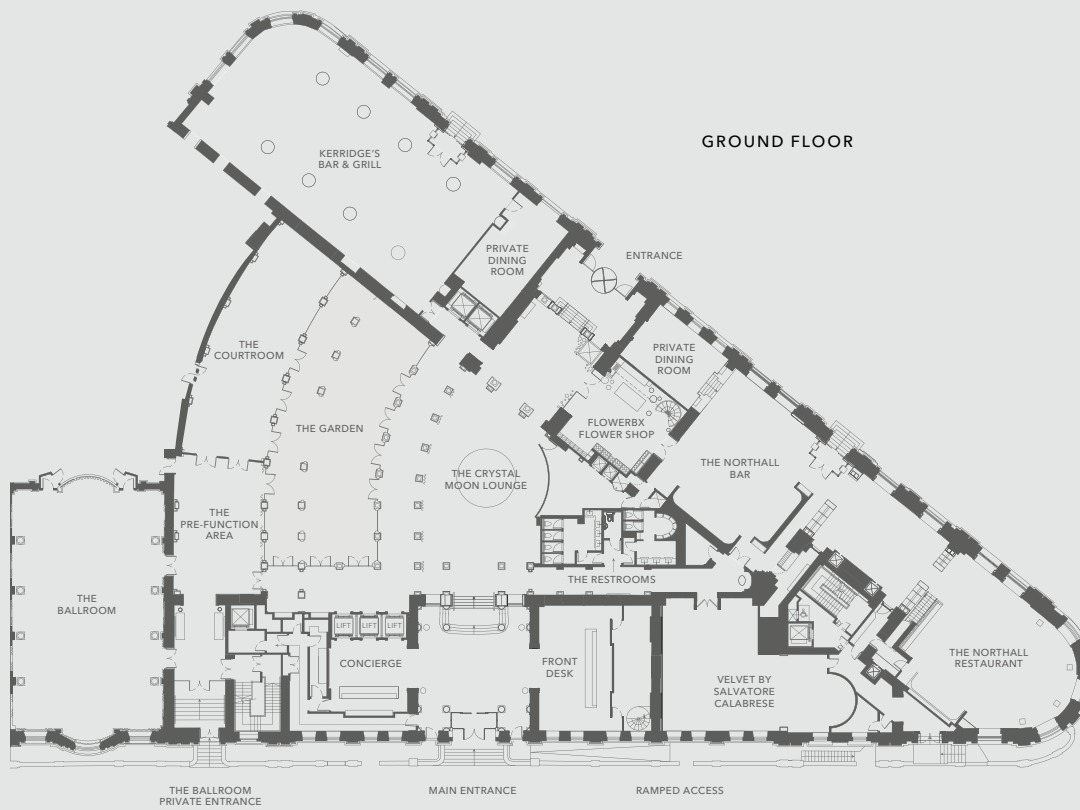 GROUND FLOOR
KERRIDGE'S
BAR & GRILL
PRIVATE
DINING
ROOM
ENTRANCE
THE
COURTROOM
PRIVATE
DINING
ROOM
THE GARDEN
FLOWERBX
FLOWER SHOP
THE CRYSTAL
MOON LOUNGE
THE NORTHALL
BAR
THE
PRE-FUNCTION
AREA
THE RESTROOMS
THE
BALLROOM
LIFT
LIFT
LIFT
CONCIERGE
FRONT
DESK
VELVET BY
SALVATORE
CALABRESE
THE NORTHALL
RESTAURANT
THE BALLROOM
PRIVATE ENTRANCE
MAIN ENTRANCE
RAMPED ACCESS